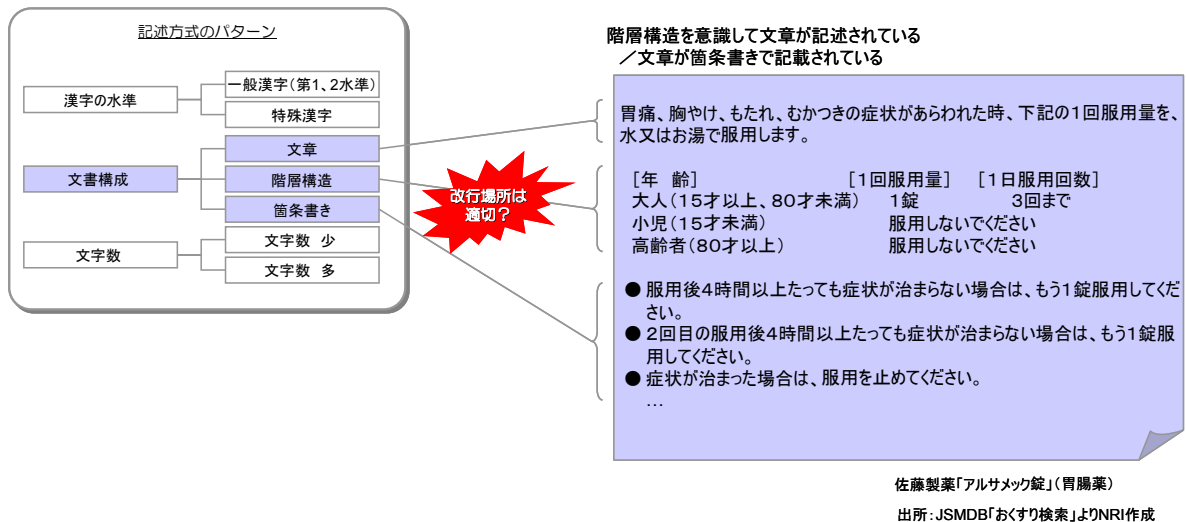 記述方式のパターン
漢字の水準
一般漢字(第1、2水準)
特殊漢字
文書構成
文章
階層構造
箇条書き
文字数
文字数 少
文字数 多
改行場所は
適切?
階層構造を意識して文章が記述されている
/文章が箇条書きで記載されている
胃痛、胸やけ、もたれ、むかつきの症状があらわれた時、下記の1回服用量を、
水又はお湯で服用します。
[年 齢] [1回服用量] [1日服用回数]
大人(15才以上、80才未満) 1錠 3回まで
小児(15才未満) 服用しないでください
高齢者(80才以上) 服用しないでください
● 服用後4時間以上たっても症状が治まらない場合は、もう1錠服用してくだ
さい。
● 2回目の服用後4時間以上たっても症状が治まらない場合は、もう1錠服
用してください。
● 症状が治まった場合は、服用を止めてください。
…
佐藤製薬「アルサメック錠」(胃腸薬)
出所:JSMDB「おくすり検索」よりNRI作成